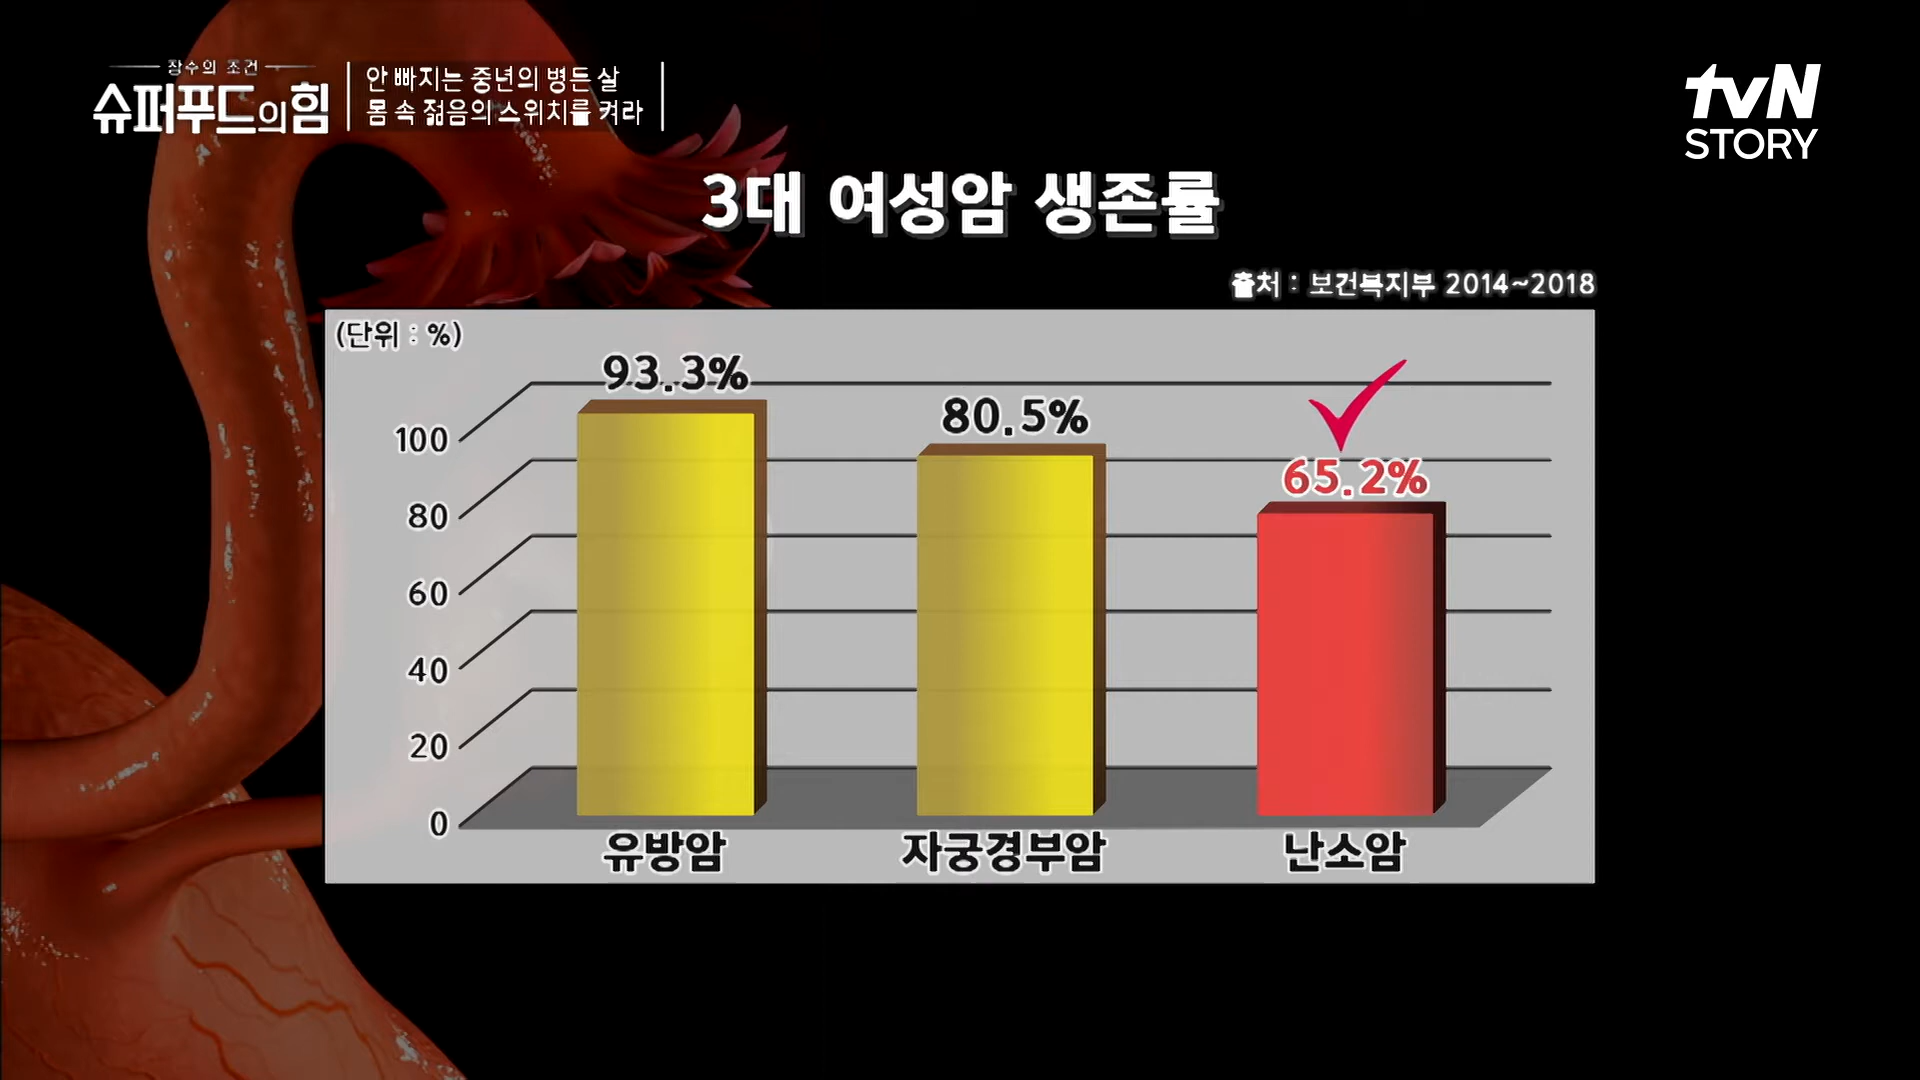 장수의 조건
슈퍼푸드의 힘
안 빠지는 중년의 병든 살
몸 속 젊음의 스위치를 켜라
tvN
STORY
3대 여성암 생존률
출처 : 보건복지부 2014~2018
(단위 : %)
93.3%
80.5%
65.2%
100
80
60
40
20
0
유방암
자궁경부암
난소암